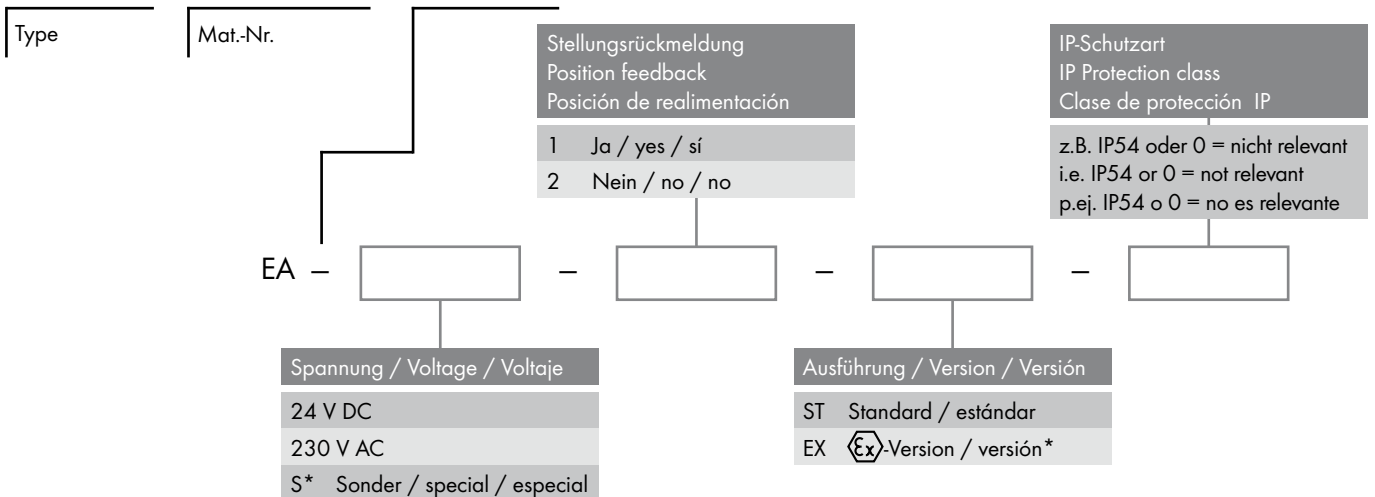 Type
Mat.-Nr.
Stellungsrückmeldung
Position feedback
Posición de realimentación
1 Ja / yes / sí
2 Nein / no / no
IP-Schutzart
IP Protection class
Clase de protección IP
z.B. IP54 oder 0 = nicht relevant
i.e. IP54 or 0 = not relevant
p.ej. IP54 o 0 = no es relevante
EA – – – –
Spannung / Voltage / Voltaje
24 V DC
230 V AC
S* Sonder / special / especial
Ausführung / Version / Versión
ST Standard / estándar
EX Ex-Version / versión*